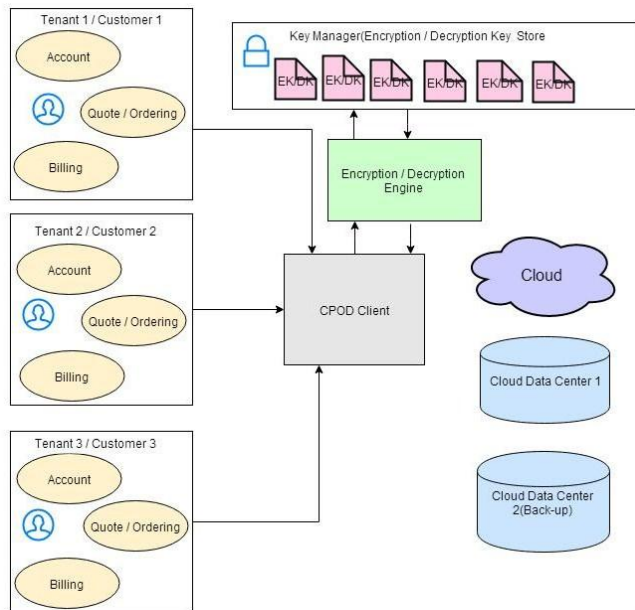 Tenant 1 / Customer 1
Account
Quote / Ordering
Billing
Key Manager(Encryption / Decryption Key Store
EK/DK EK/DK EK/DK EK/DK EK/DK EK/DK
Encryption / Decryption
Engine
Tenant 2 / Customer 2
Account
Quote / Ordering
Billing
CPOD Client
Cloud
Cloud Data Center 1
Tenant 3 / Customer 3
Account
Quote / Ordering
Billing
Cloud Data Center
2(Back-up)